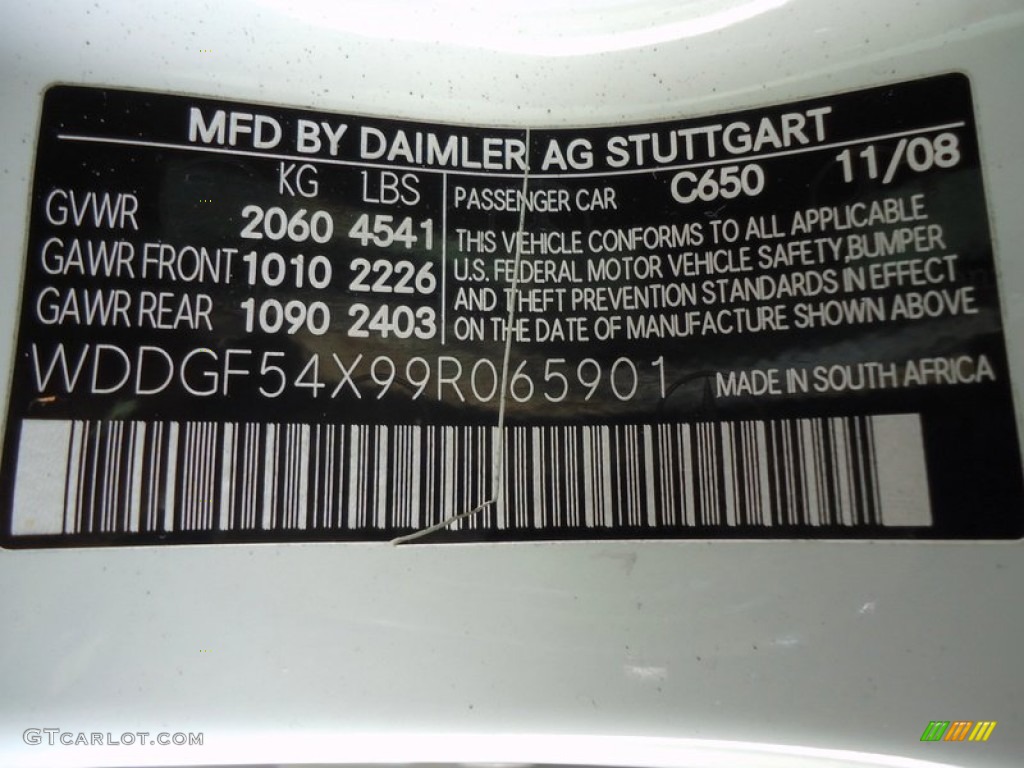 MFD BY DAIMLER AG STUTTGART
KG LBS
GVWR 2060 4541
GAWR FRONT 1010 2226
GAWR REAR 1090 2403
PASSENGER CAR C650 11/08
THIS VEHICLE CONFORMS TO ALL APPLICABLE
U.S. FEDERAL MOTOR VEHICLE SAFETY, BUMPER
AND THEFT PREVENTION STANDARDS IN EFFECT
ON THE DATE OF MANUFACTURE SHOWN ABOVE
WDDGF54X99R065901 MADE IN SOUTH AFRICA
GTCARLOT.COM